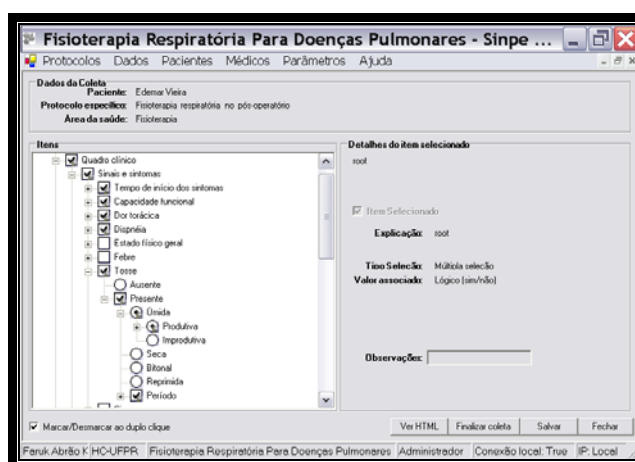 Fisioterapia Respiratória Para Doenças Pulmonares - Sinpe ...
Protocolos Dados Pacientes Médicos Parâmetros Ajuda
Dados da Coleta
Paciente: Edemar Vieira
Protocolo específico: Fisioterapia respiratória no pós-operatório
Área da saúde: Fisioterapia
Itens
Quadro clínico
Sinais e sintomas
Tempo de início dos sintomas
Capacidade funcional
Dor torácica
Dispnéia
Estado físico geral
Febre
Tosse
Ausente
Presente
Úmida
Produtiva
Improdutiva
Seca
Bitonal
Reprimida
Período
Detalhes do item selecionado
root
Item Selecionado
Explicação: root
Tipo Selecão: Múltipla selecão
Valor associado: Lógico (sim/não)
Observações:
Marcar/Desmarcar ao duplo clique
Ver HTML Finalizar coleta Salvar Fechar
Faruk Abrão K HC-UFPR Fisioterapia Respiratória Para Doenças Pulmonares Administrador Conexão local: True IP: Local